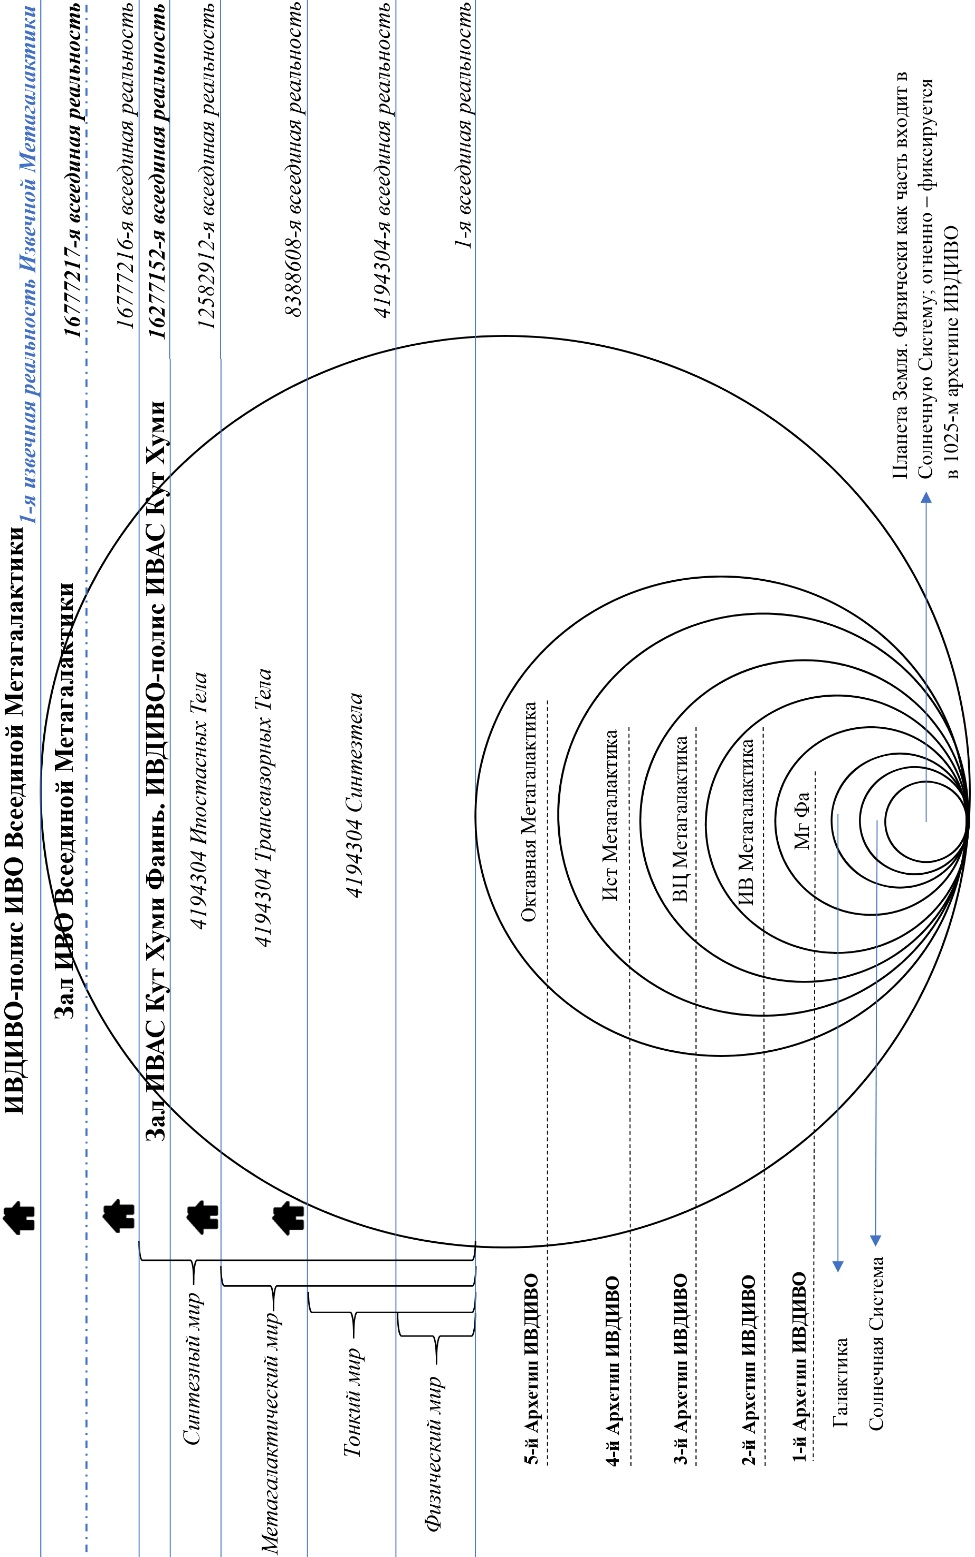 ИВДИВО-полис ИВО Всеединой Метагалактики
1-я извечная реальность Извечной Метагалактики
Зал ИВО Всеединой Метагалактики
16777217-я всеединая реальность
16777216-я всеединая реальность
Зал ИВАС Кут Хуми Фаинь. ИВДИВО-полис ИВАС Кут Хуми
16277152-я всеединая реальность
Синтезный мир
4194304 Ипостасных Тела
12582912-я всеединая реальность
Метагалактический мир
4194304 Трансвизорных Тела
8388608-я всеединая реальность
Тонкий мир
4194304 Синтезтела
4194304-я всеединая реальность
Физический мир
1-я всеединая реальность
5-й Архетип ИВДИВО
Октавная Метагалактика
4-й Архетип ИВДИВО
Ист Метагалактика
3-й Архетип ИВДИВО
ВЦ Метагалактика
2-й Архетип ИВДИВО
ИВ Метагалактика
1-й Архетип ИВДИВО
Мг Фа
Галактика
Солнечная Система
Планета Земля. Физически как часть входит в
Солнечную Систему; огненно – фиксируется
в 1025-м архетипе ИВДИВО